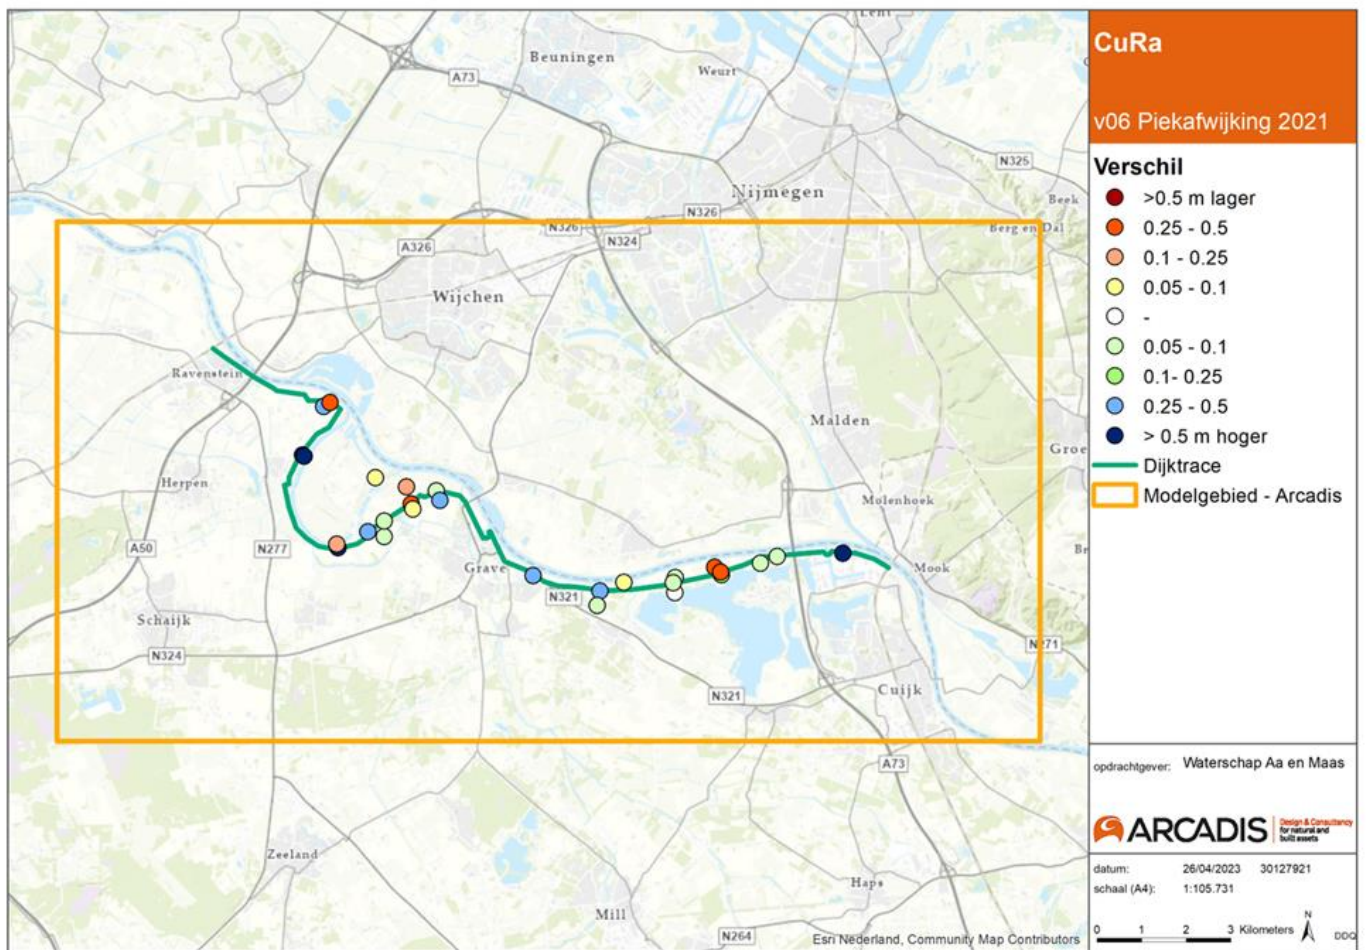 Lent
Beuningen
Weurt
A73
N325
Nijmegen
Beek
N326
N326
Berg en Dal
A326
N324
Wijchen
Ravenstein
Malden
Groe
Herpen
Molenhoek
A50
N277
Br
Grave
Mook
N321
Schaijk
N271
N324
N321
Cuijk
A73
Zeeland
Haps
Mill
N264
Esri Nederland, Community Map Contributors
CuRa
v06 Piekafwijking 2021
Verschil
>0.5 m lager
0.25 - 0.5
0.1 - 0.25
0.05 - 0.1
-
0.05 - 0.1
0.1- 0.25
0.25 - 0.5
> 0.5 m hoger
Dijktrace
Modelgebied - Arcadis
opdrachtgever: Waterschap Aa en Maas
ARCADIS
Design & Consultancy
for natural and
built assets
datum: 26/04/2023 30127921
schaal (A4): 1:105.731
N
0 1 2 3 Kilometers
DDQ